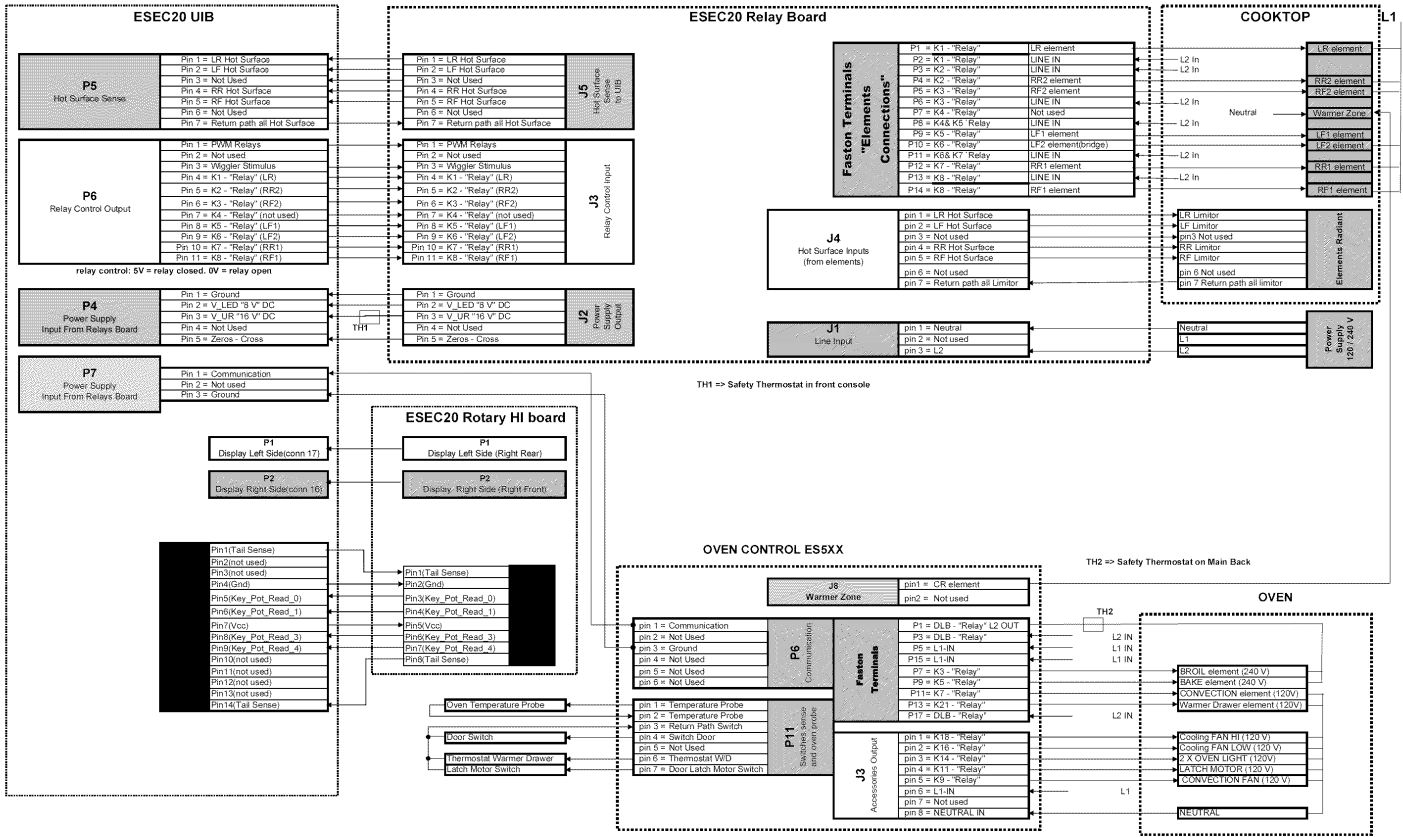 ESEC20 UIB
P5
Hot Surface Sense
Pin 1 = LR Hot Surface
Pin 2 = LF Hot Surface
Pin 3 = Not Used
Pin 4 = RR Hot Surface
Pin 5 = RF Hot Surface
Pin 6 = Not Used
Pin 7 = Return path all Hot Surface
P6
Relay Control Output
Pin 1 = PWM Relays
Pin 2 = Not used
Pin 3 = Wiggler Stimulus
Pin 4 = K1 - "Relay" (LR)
Pin 5 = K2 - "Relay" (RR2)
Pin 6 = K3 - "Relay" (RF2)
Pin 7 = K4 - "Relay" (not used)
Pin 8 = K5 - "Relay" (LF1)
Pin 9 = K6 - "Relay" (LF2)
Pin 10 = K7 - "Relay" (RR1)
Pin 11 = K8 - "Relay" (RF1)
relay control: 5V = relay closed. 0V = relay open
P4
Power Supply
Input From Relays Board
Pin 1 = Ground
Pin 2 = V_LED "8 V" DC
Pin 3 = V_UR "16 V" DC
Pin 4 = Not Used
Pin 5 = Zeros - Cross
P7
Power Supply
Input From Relays Board
Pin 1 = Communication
Pin 2 = Not used
Pin 3 = Ground
P1
Display Left Side(conn 17)
P2
Display Right Side(conn 16)
Pin1(Tail Sense)
Pin2(not used)
Pin3(not used)
Pin4(Gnd)
Pin5(Key_Pot_Read_0)
Pin6(Key_Pot_Read_1)
Pin7(Vcc)
Pin8(Key_Pot_Read_3)
Pin9(Key_Pot_Read_4)
Pin10(not used)
Pin11(not used)
Pin12(not used)
Pin13(not used)
Pin14(Tail Sense)
ESEC20 Relay Board
Pin 1 = LR Hot Surface
Pin 2 = LF Hot Surface
Pin 3 = Not Used
Pin 4 = RR Hot Surface
Pin 5 = RF Hot Surface
Pin 6 = Not Used
Pin 7 = Return path all Hot Surface
J5
Hot Surface
Sense
to UIB
Pin 1 = PWM Relays
Pin 2 = Not used
Pin 3 = Wiggler Stimulus
Pin 4 = K1 - "Relay" (LR)
Pin 5 = K2 - "Relay" (RR2)
Pin 6 = K3 - "Relay" (RF2)
Pin 7 = K4 - "Relay" (not used)
Pin 8 = K5 - "Relay" (LF1)
Pin 9 = K6 - "Relay" (LF2)
Pin 10 = K7 - "Relay" (RR1)
Pin 11 = K8 - "Relay" (RF1)
J3
Relay Control Input
TH1
Pin 1 = Ground
Pin 2 = V_LED "8 V" DC
Pin 3 = V_UR "16 V" DC
Pin 4 = Not Used
Pin 5 = Zeros - Cross
J2
Power
Supply
Output
Faston Terminals
"Elements
Connections"
P1 = K1 - "Relay" LR element
P2 = K1 - "Relay" LINE IN
P3 = K2 - "Relay" LINE IN
P4 = K2 - "Relay" RR2 element
P5 = K3 - "Relay" RF2 element
P6 = K3 - "Relay" LINE IN
P7 = K4 - "Relay" Not used
P8 = K4& K5 `Relay LINE IN
P9 = K5 - "Relay" LF1 element
P10 = K6 - "Relay" LF2 element(bridge)
P11 = K6& K7 `Relay LINE IN
P12 = K7 - "Relay" RR1 element
P13 = K8 - "Relay" LINE IN
P14 = K8 - "Relay" RF1 element
J4
Hot Surface Inputs
(from elements)
pin 1 = LR Hot Surface
pin 2 = LF Hot Surface
pin 3 = Not used
pin 4 = RR Hot Surface
pin 5 = RF Hot Surface
pin 6 = Not used
pin 7 = Return path all Limitor
J1
Line Input
pin 1 = Neutral
pin 2 = Not used
pin 3 = L2
COOKTOP
L1
L2 In
L2 In
L2 In
Neutral
L2 In
L2 In
L2 In
LR element
RR2 element
RF2 element
Warmer Zone
LF1 element
LF2 element
RR1 element
RF1 element
LR Limitor
LF Limitor
pin3 Not used
RR Limitor
RF Limitor
pin 6 Not used
pin 7 Return path all limitor
Elements Radiant
Neutral
L1
L2
Power
Supply
120 / 240 V
TH1 => Safety Thermostat in front console
ESEC20 Rotary HI board
P1
Display Left Side (Right Rear)
P2
Display Right Side (Right Front)
Pin1(Tail Sense)
Pin2(Gnd)
Pin3(Key_Pot_Read_0)
Pin4(Key_Pot_Read_1)
Pin5(Vcc)
Pin6(Key_Pot_Read_3)
Pin7(Key_Pot_Read_4)
Pin8(Tail Sense)
OVEN CONTROL ES5XX
J8
Warmer Zone
pin1 = CR element
pin2 = Not used
pin 1 = Communication
pin 2 = Not Used
pin 3 = Ground
pin 4 = Not Used
pin 5 = Not Used
pin 6 = Not Used
P6
Communication
pin 1 = Temperature Probe
pin 2 = Temperature Probe
pin 3 = Return Path Switch
pin 4 = Switch Door
pin 5 = Not Used
pin 6 = Thermostat W/D
pin 7 = Door Latch Motor Switch
P11
Switches sense
and oven probe
Oven Temperature Probe
Door Switch
Thermostat Warmer Drawer
Latch Motor Switch
Faston
Terminals
P1 = DLB - "Relay" L2 OUT
P3 = DLB - "Relay"
P5 = L1-IN
P15 = L1-IN
P7 = K3 - "Relay"
P9 = K5 - "Relay"
P11= K7 - "Relay"
P13 = K21 - "Relay"
P17 = DLB - "Relay"
J3
Accessories Output
pin 1 = K18 - "Relay"
pin 2 = K16 - "Relay"
pin 3 = K14 - "Relay"
pin 4 = K11 - "Relay"
pin 5 = K9 - "Relay"
pin 6 = L1-IN
pin 7 = Not used
pin 8 = NEUTRAL IN
TH2 => Safety Thermostat on Main Back
TH2
L2 IN
L1 IN
L1 IN
L2 IN
L1
OVEN
BROIL element (240 V)
BAKE element (240 V)
CONVECTION element (120V)
Warmer Drawer element (120V)
Cooling FAN HI (120 V)
Cooling FAN LOW (120 V)
2 X OVEN LIGHT (120V)
LATCH MOTOR (120 V)
CONVECTION FAN (120 V)
NEUTRAL